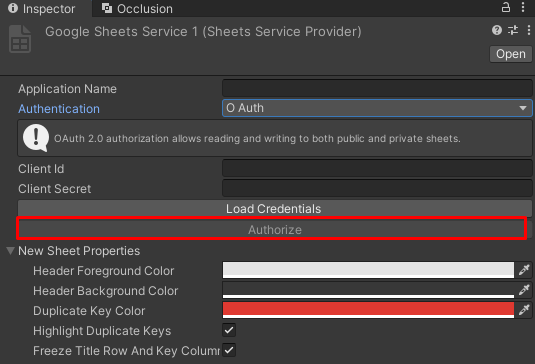 Inspector Occlusion
Google Sheets Service 1 (Sheets Service Provider)
Open
Application Name
Authentication O Auth
OAuth 2.0 authorization allows reading and writing to both public and private sheets.
Client Id
Client Secret
Load Credentials
Authorize
New Sheet Properties
Header Foreground Color
Header Background Color
Duplicate Key Color
Highlight Duplicate Keys
Freeze Title Row And Key Column